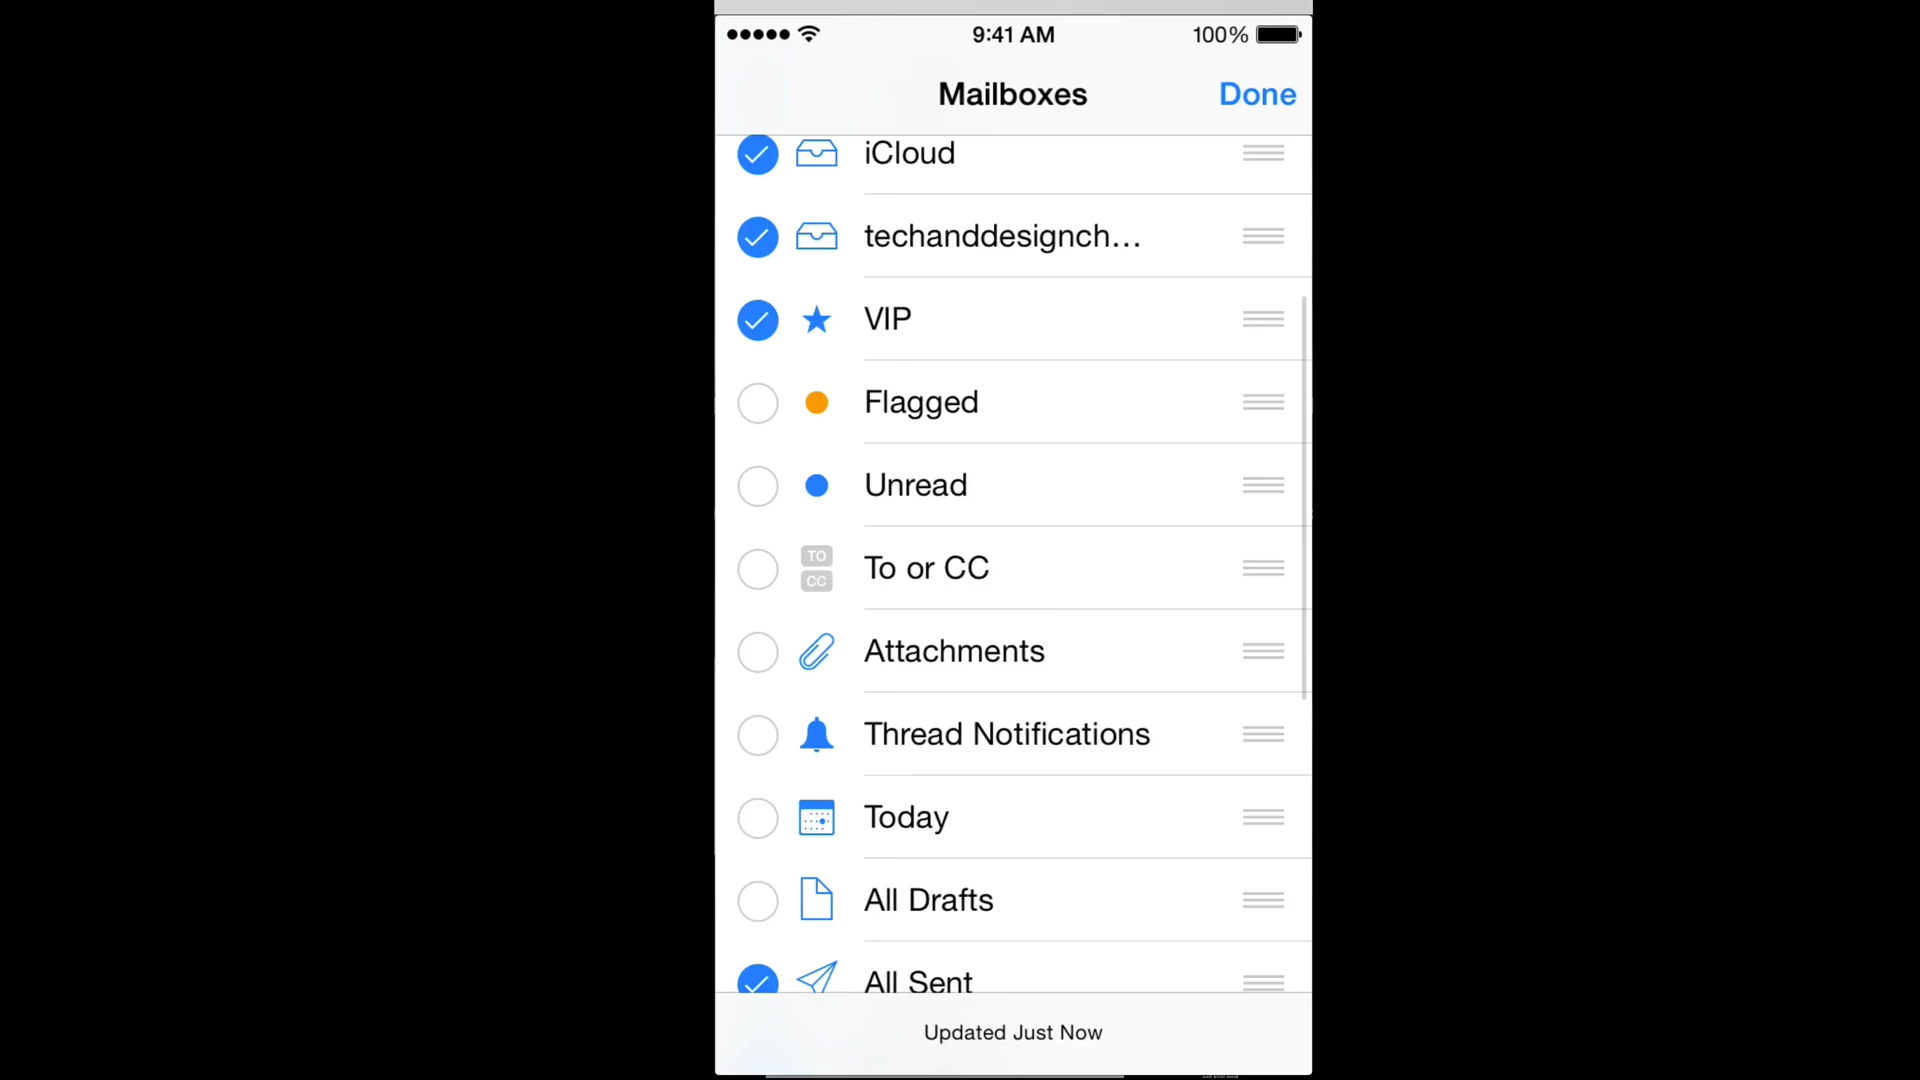 9:41 AM 100%
Mailboxes Done
iCloud
techanddesignch...
VIP
Flagged
Unread
TO
CC
To or CC
Attachments
Thread Notifications
Today
All Drafts
All Sent
Updated Just Now